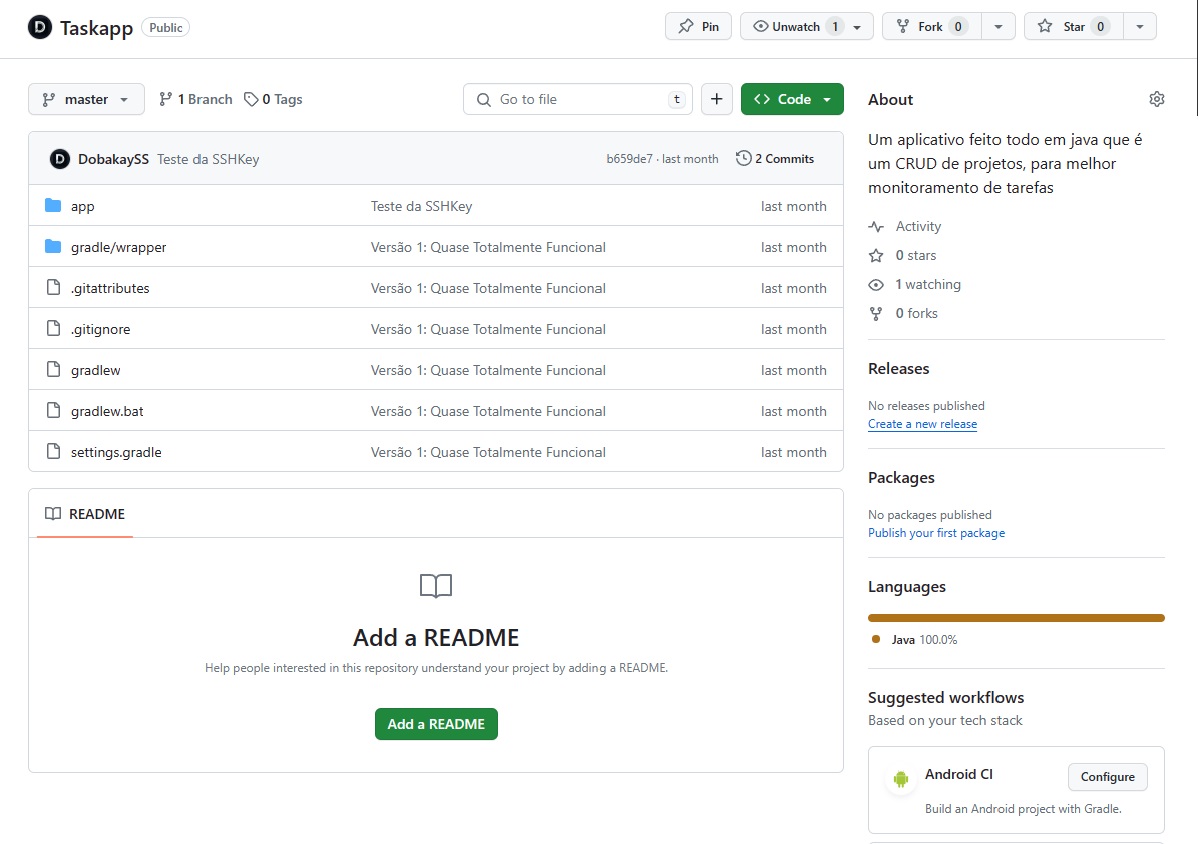 D Taskapp Public Pin Unwatch 1 Fork 0 Star 0
master 1 Branch 0 Tags Go to file t + <> Code
D DobakaySS Teste da SSHKey b659de7 · last month 2 Commits
app Teste da SSHKey last month
gradle/wrapper Versão 1: Quase Totalmente Funcional last month
.gitattributes Versão 1: Quase Totalmente Funcional last month
.gitignore Versão 1: Quase Totalmente Funcional last month
gradlew Versão 1: Quase Totalmente Funcional last month
gradlew.bat Versão 1: Quase Totalmente Funcional last month
settings.gradle Versão 1: Quase Totalmente Funcional last month
README
Add a README
Help people interested in this repository understand your project by adding a README.
Add a README
About
Um aplicativo feito todo em java que é
um CRUD de projetos, para melhor
monitoramento de tarefas
Activity
0 stars
1 watching
0 forks
Releases
No releases published
Create a new release
Packages
No packages published
Publish your first package
Languages
Java 100.0%
Suggested workflows
Based on your tech stack
Android CI Configure
Build an Android project with Gradle.